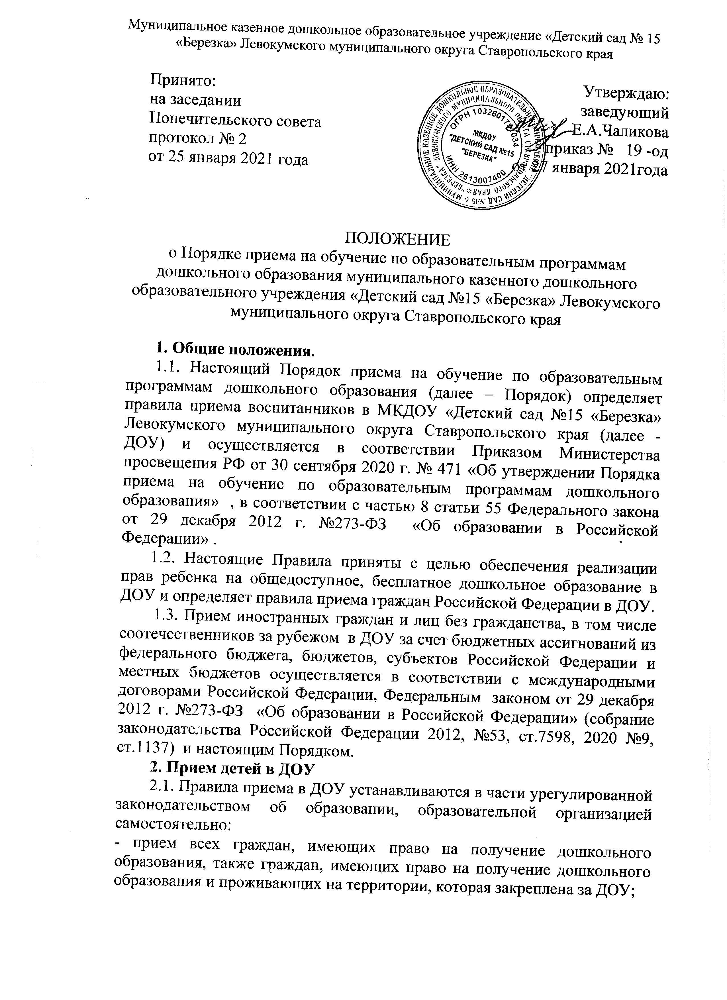 Муниципальное казенное дошкольное образовательное учреждение «Детский сад № 15
«Березка» Левокумского муниципального округа Ставропольского края
Принято:
на заседании
Попечительского совета
протокол № 2
от 25 января 2021 года
МУНИЦИПАЛЬНОЕ КАЗЕННОЕ ДОШКОЛЬНОЕ ОБРАЗОВАТЕЛЬНОЕ УЧРЕЖДЕНИЕ "ДЕТСКИЙ САД №15
"БЕРЕЗКА" ЛЕВОКУМСКОГО МУНИЦИПАЛЬНОГО ОКРУГА СТАВРОПОЛЬСКОГО КРАЯ
ОГРН
МКДОУ
"ДЕТСКИЙ САД №15
"БЕРЕЗКА"
ИНН 2613007400
Утверждаю:
заведующий
Е.А.Чаликова
приказ № 19 -од
от 27 января 2021года
ПОЛОЖЕНИЕ
о Порядке приема на обучение по образовательным программам
дошкольного образования муниципального казенного дошкольного
образовательного учреждения «Детский сад №15 «Березка» Левокумского
муниципального округа Ставропольского края
1. Общие положения.
1.1. Настоящий Порядок приема на обучение по образовательным
программам дошкольного образования (далее – Порядок) определяет
правила приема воспитанников в МКДОУ «Детский сад №15 «Березка»
Левокумского муниципального округа Ставропольского края (далее -
ДОУ) и осуществляется в соответствии Приказом Министерства
просвещения РФ от 30 сентября 2020 г. № 471 «Об утверждении Порядка
приема на обучение по образовательным программам дошкольного
образования» , в соответствии с частью 8 статьи 55 Федерального закона
от 29 декабря 2012 г. №273-ФЗ «Об образовании в Российской
Федерации» .
1.2. Настоящие Правила приняты с целью обеспечения реализации
прав ребенка на общедоступное, бесплатное дошкольное образование в
ДОУ и определяет правила приема граждан Российской Федерации в ДОУ.
1.3. Прием иностранных граждан и лиц без гражданства, в том числе
соотечественников за рубежом в ДОУ за счет бюджетных ассигнований из
федерального бюджета, бюджетов, субъектов Российской Федерации и
местных бюджетов осуществляется в соответствии с международными
договорами Российской Федерации, Федеральным законом от 29 декабря
2012 г. №273-ФЗ «Об образовании в Российской Федерации» (собрание
законодательства Российской Федерации 2012, №53, ст.7598, 2020 №9,
ст.1137) и настоящим Порядком.
2. Прием детей в ДОУ
2.1. Правила приема в ДОУ устанавливаются в части урегулированной
законодательством об образовании, образовательной организацией
самостоятельно:
- прием всех граждан, имеющих право на получение дошкольного
образования, также граждан, имеющих право на получение дошкольного
образования и проживающих на территории, которая закреплена за ДОУ;